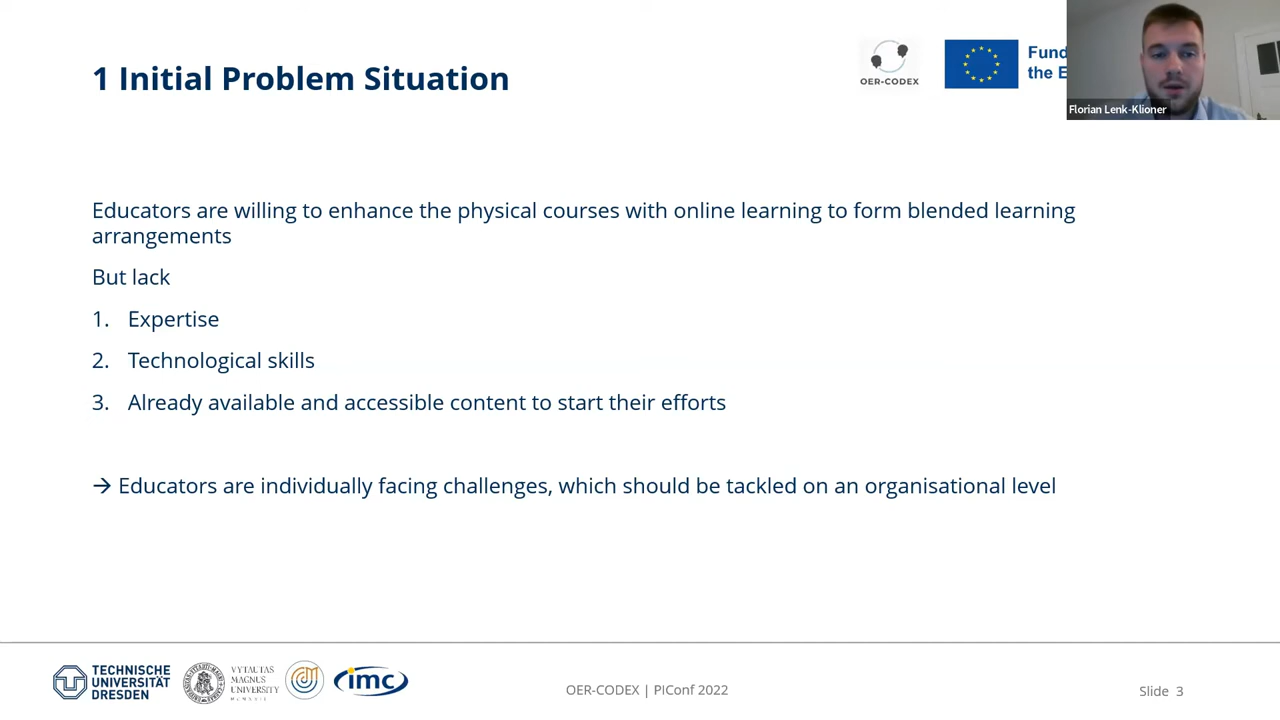 1 Initial Problem Situation
OER-CODEX
Fund
the E
Florian Lenk-Klioner
Educators are willing to enhance the physical courses with online learning to form blended learning
arrangements
But lack
1. Expertise
2. Technological skills
3. Already available and accessible content to start their efforts
→ Educators are individually facing challenges, which should be tackled on an organisational level
TECHNISCHE
UNIVERSITÄT
DRESDEN
VYTAUTAS
MAGNUS
UNIVERSITY
imc
OER-CODEX | PIConf 2022
Slide 3